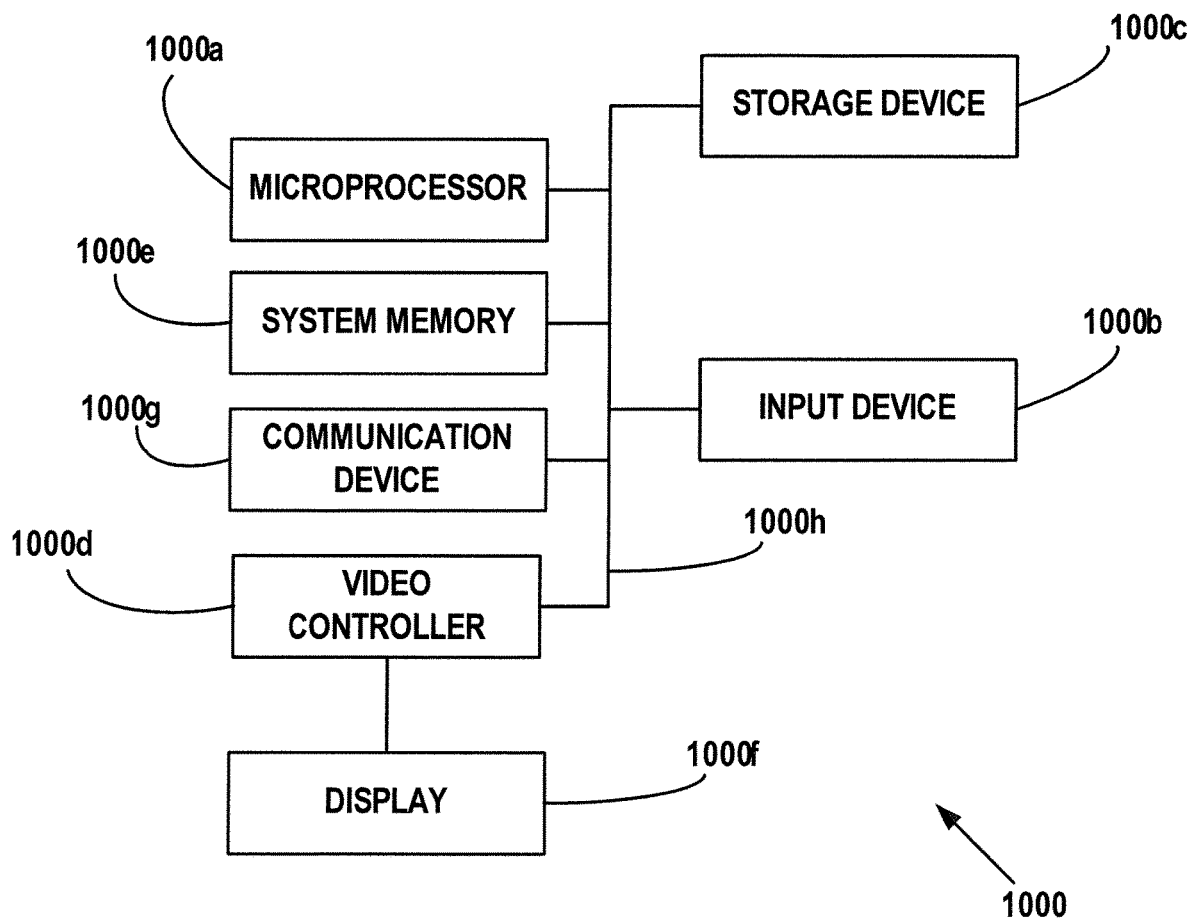 1000a
1000c
STORAGE DEVICE
MICROPROCESSOR
1000e
SYSTEM MEMORY
1000b
INPUT DEVICE
1000g
COMMUNICATION
DEVICE
1000h
1000d
VIDEO
CONTROLLER
1000f
DISPLAY
1000